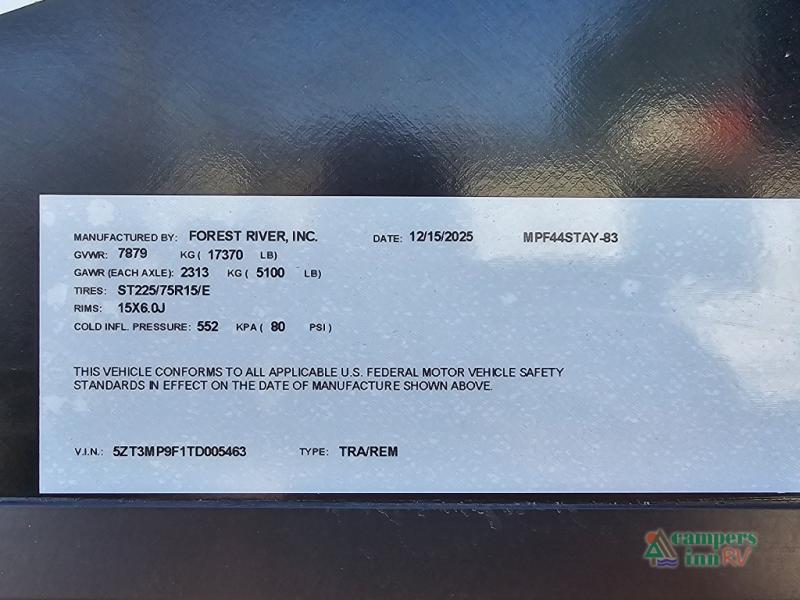 MANUFACTURED BY: FOREST RIVER, INC. DATE: 12/15/2025 MPF44STAY-83
GVWR: 7879 KG ( 17370 LB)
GAWR (EACH AXLE): 2313 KG ( 5100 LB)
TIRES: ST225/75R15/E
RIMS: 15X6.0J
COLD INFL. PRESSURE: 552 KPA ( 80 PSI )
THIS VEHICLE CONFORMS TO ALL APPLICABLE U.S. FEDERAL MOTOR VEHICLE SAFETY
STANDARDS IN EFFECT ON THE DATE OF MANUFACTURE SHOWN ABOVE.
V.I.N.: 5ZT3MP9F1TD005463 TYPE: TRA/REM
campers
inn RV